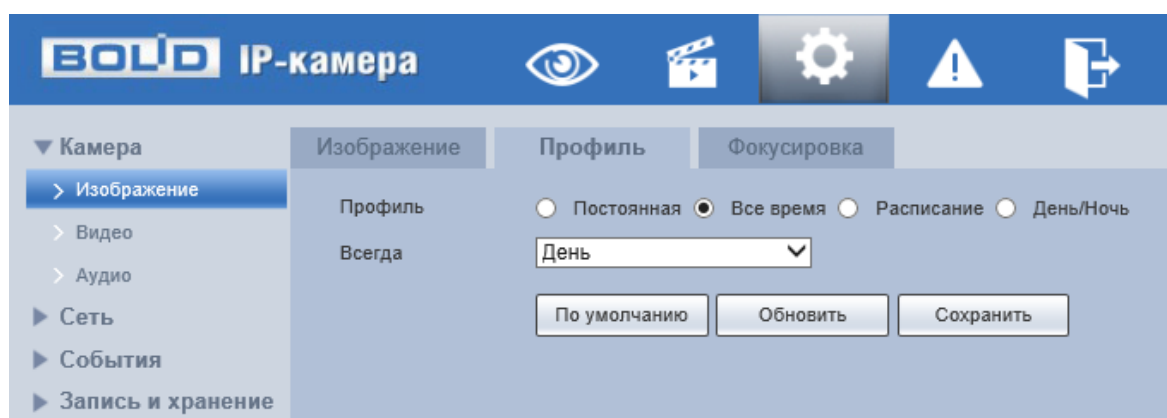 BOLID IP-камера
Камера
Изображение Профиль Фокусировка
Изображение
Профиль Постоянная Все время Расписание День/Ночь
Видео
Всегда День
Аудио
Сеть
По умолчанию Обновить Сохранить
События
Запись и хранение